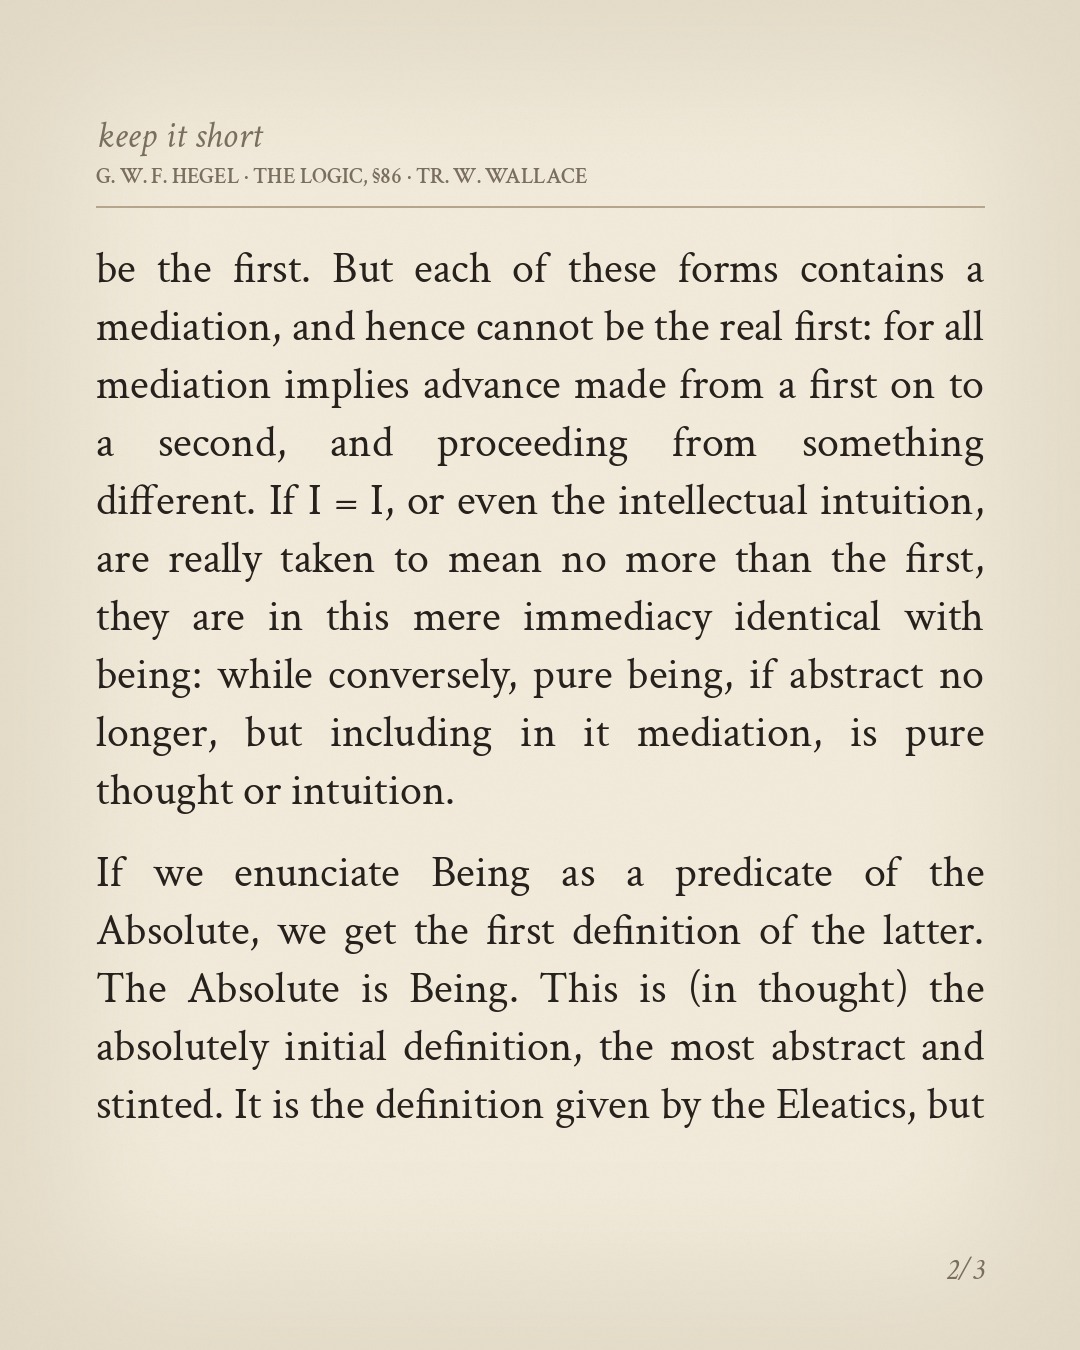 keep it short
G. W. F. HEGEL · THE LOGIC, §86 · TR. W. WALLACE
be the first. But each of these forms contains a
mediation, and hence cannot be the real first: for all
mediation implies advance made from a first on to
a second, and proceeding from something
different. If I = I, or even the intellectual intuition,
are really taken to mean no more than the first,
they are in this mere immediacy identical with
being: while conversely, pure being, if abstract no
longer, but including in it mediation, is pure
thought or intuition.
If we enunciate Being as a predicate of the
Absolute, we get the first definition of the latter.
The Absolute is Being. This is (in thought) the
absolutely initial definition, the most abstract and
stinted. It is the definition given by the Eleatics, but
2/3